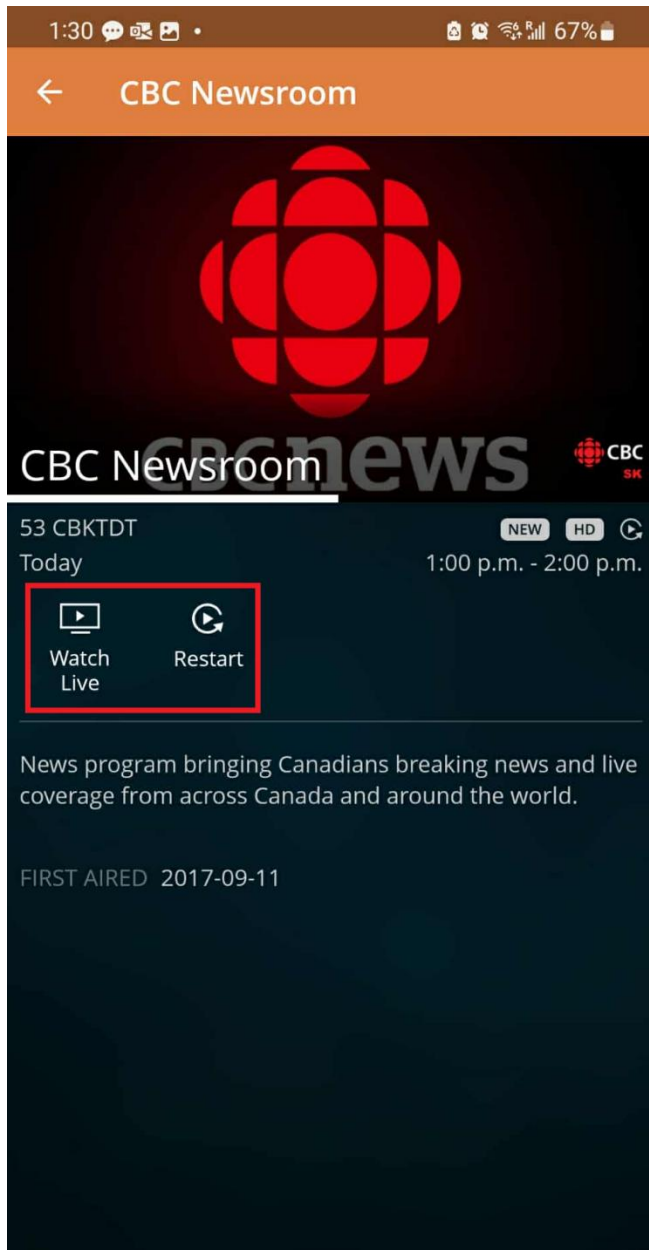 1:30
R 67%
CBC Newsroom
CBC Newsroom
CBCnews
CBC
SK
53 CBKTDT
NEW HD
Today
1:00 p.m. - 2:00 p.m.
Watch
Live
Restart
News program bringing Canadians breaking news and live
coverage from across Canada and around the world.
FIRST AIRED 2017-09-11